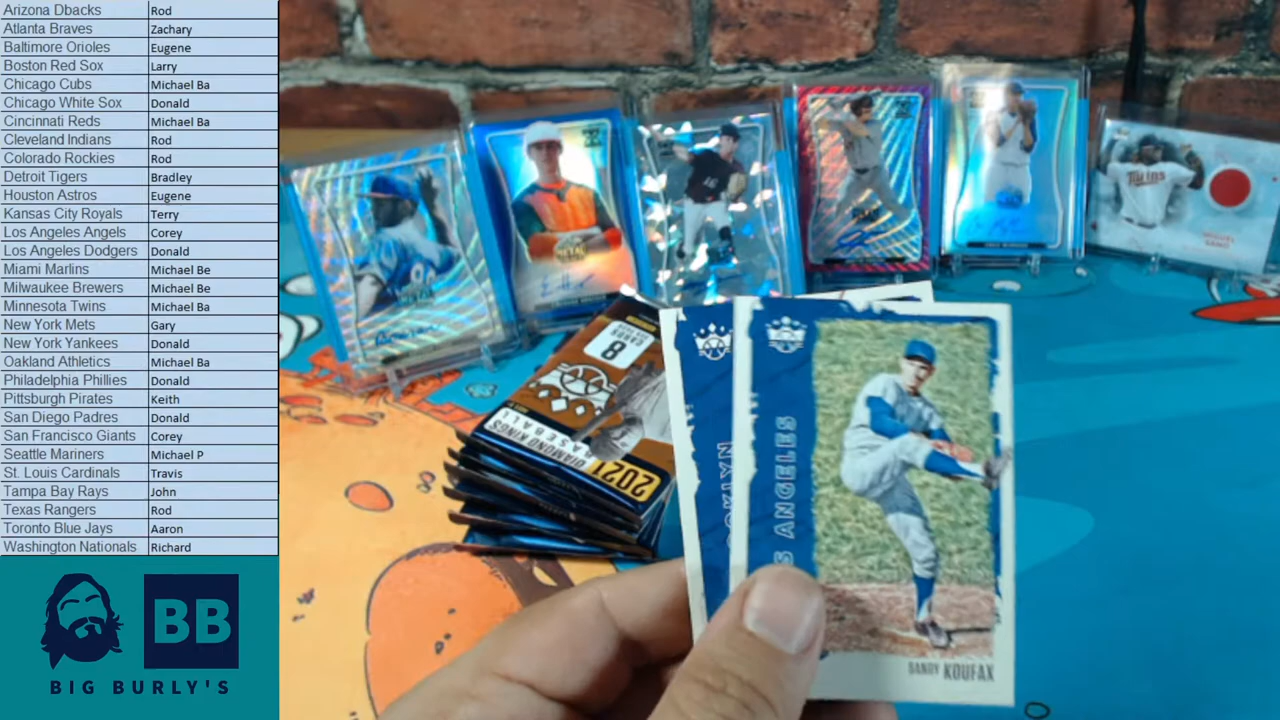 Arizona Dbacks Rod
Atlanta Braves Zachary
Baltimore Orioles Eugene
Boston Red Sox Larry
Chicago Cubs Michael Ba
Chicago White Sox Donald
Cincinnati Reds Michael Ba
Cleveland Indians Rod
Colorado Rockies Rod
Detroit Tigers Bradley
Houston Astros Eugene
Kansas City Royals Terry
Los Angeles Angels Corey
Los Angeles Dodgers Donald
Miami Marlins Michael Be
Milwaukee Brewers Michael Be
Minnesota Twins Michael Ba
New York Mets Gary
New York Yankees Donald
Oakland Athletics Michael Ba
Philadelphia Phillies Donald
Pittsburgh Pirates Keith
San Diego Padres Donald
San Francisco Giants Corey
Seattle Mariners Michael P
St. Louis Cardinals Travis
Tampa Bay Rays John
Texas Rangers Rod
Toronto Blue Jays Aaron
Washington Nationals Richard
BB
BIG BURLY'S
Twins
MIGUEL
SANO
16
8
CARDS
2021
DIAMOND KINGS
BASEBALL
OKLYN
S ANGELES
SANDY KOUFAX